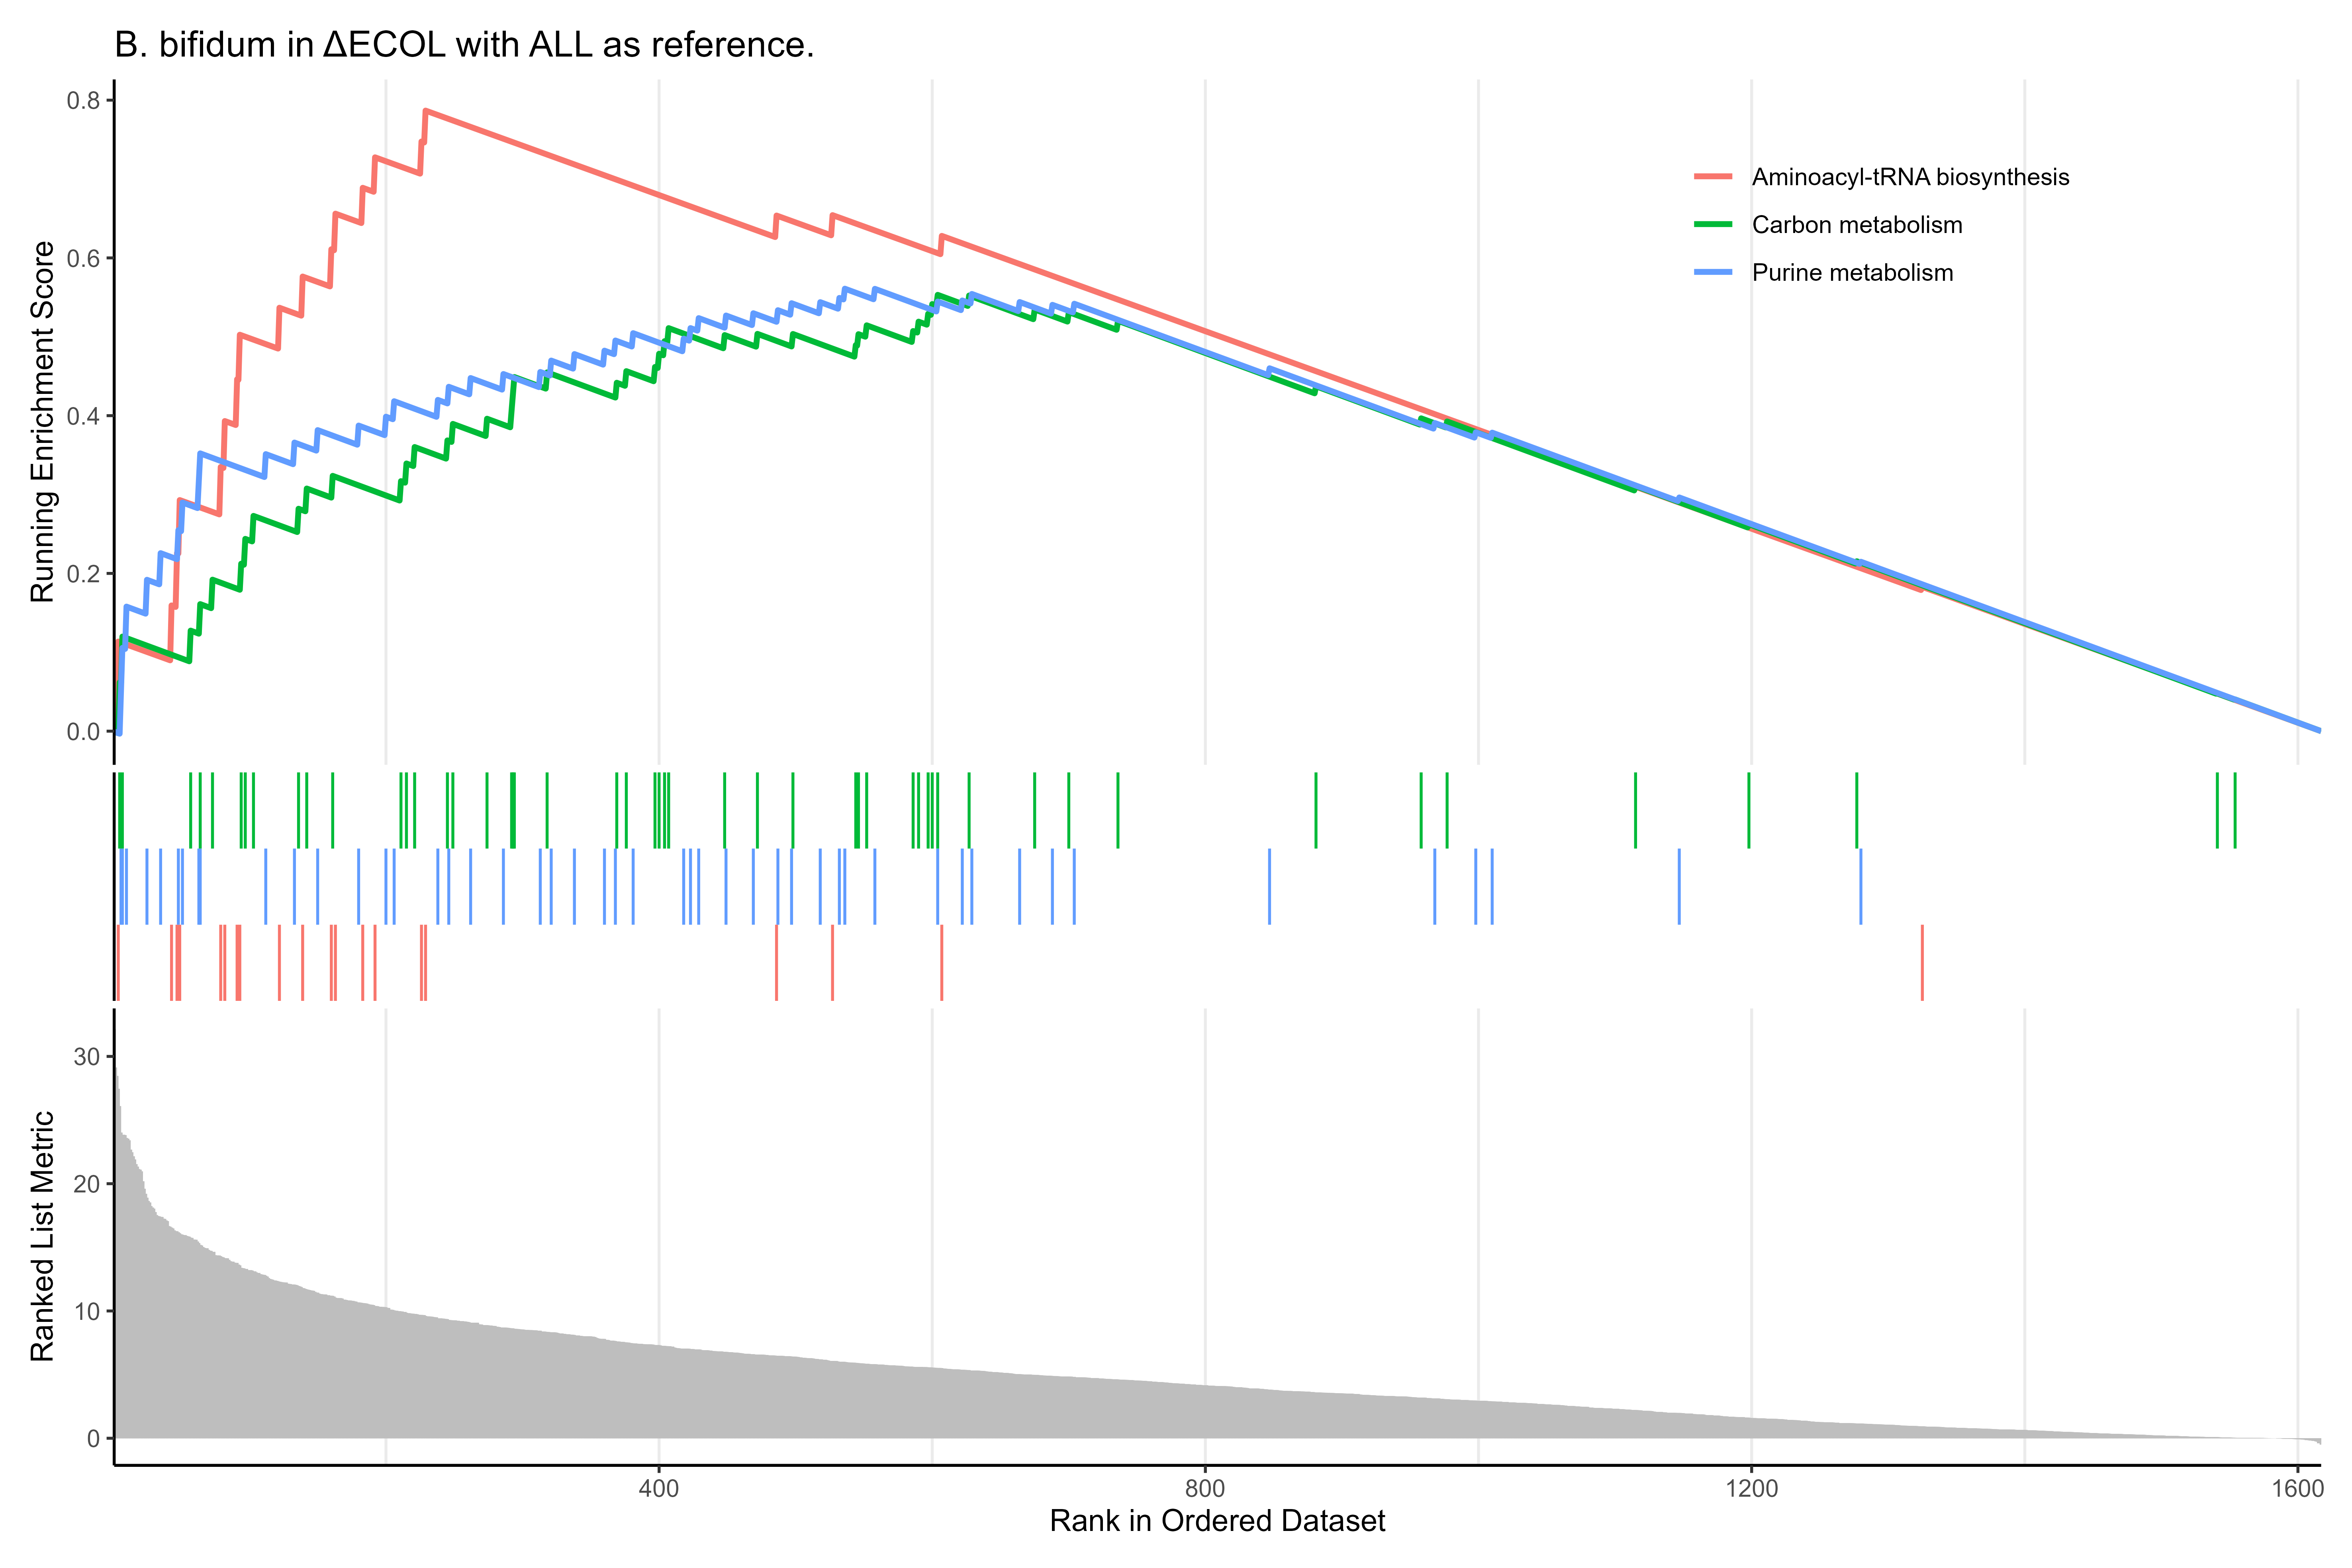 B. bifidum in ΔECOL with ALL as reference.
Running Enrichment Score
0.8
0.6
0.4
0.2
0.0
Aminoacyl-tRNA biosynthesis
Carbon metabolism
Purine metabolism
Ranked List Metric
30
20
10
0
400
800
1200
1600
Rank in Ordered Dataset